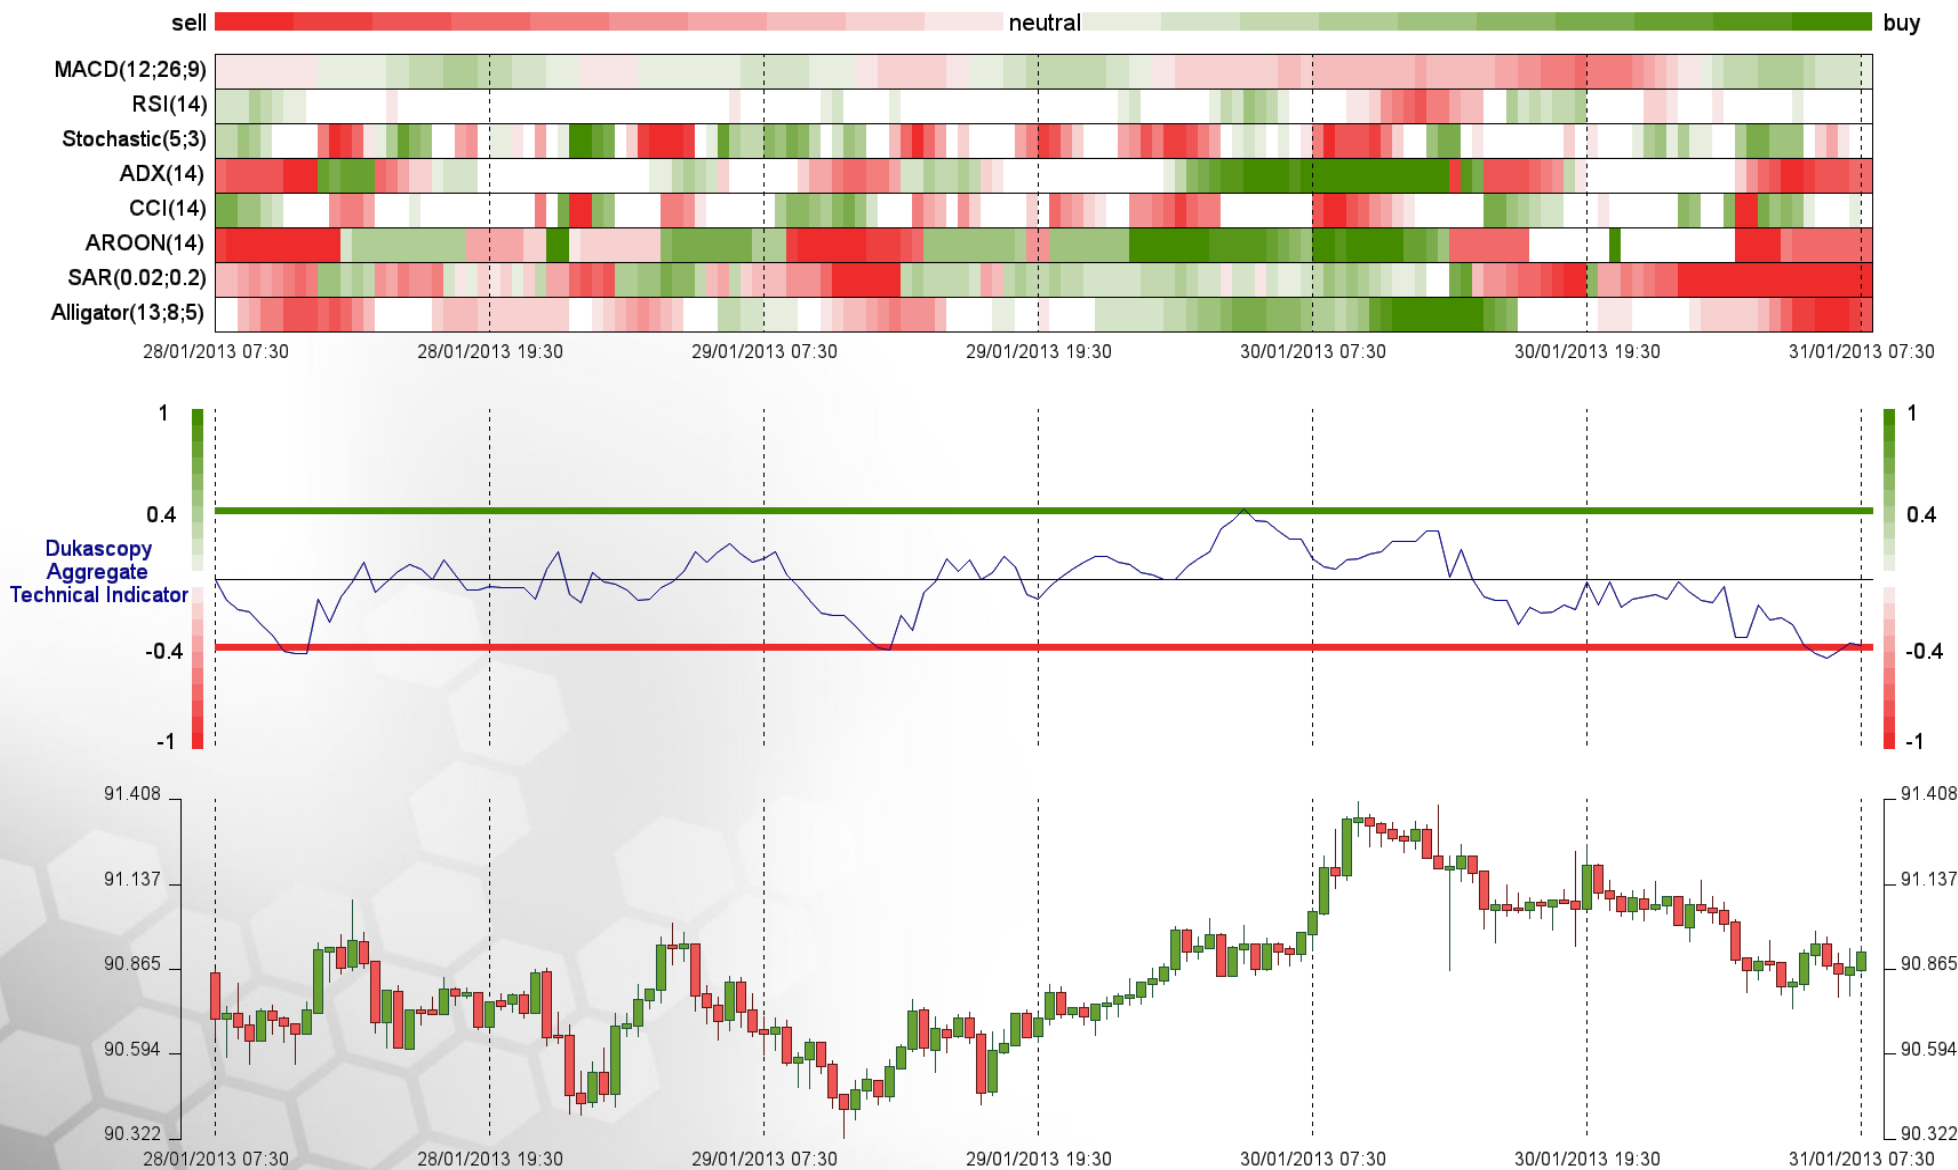 sell neutral buy
MACD(12;26;9)
RSI(14)
Stochastic(5;3)
ADX(14)
CCI(14)
AROON(14)
SAR(0.02;0.2)
Alligator(13;8;5)
28/01/2013 07:30 28/01/2013 19:30 29/01/2013 07:30 29/01/2013 19:30 30/01/2013 07:30 30/01/2013 19:30 31/01/2013 07:30
1 1
0.4 0.4
Dukascopy
Aggregate
Technical Indicator
-0.4 -0.4
-1 -1
91.408 91.408
91.137 91.137
90.865 90.865
90.594 90.594
90.322 90.322
28/01/2013 07:30 28/01/2013 19:30 29/01/2013 07:30 29/01/2013 19:30 30/01/2013 07:30 30/01/2013 19:30 31/01/2013 07:30